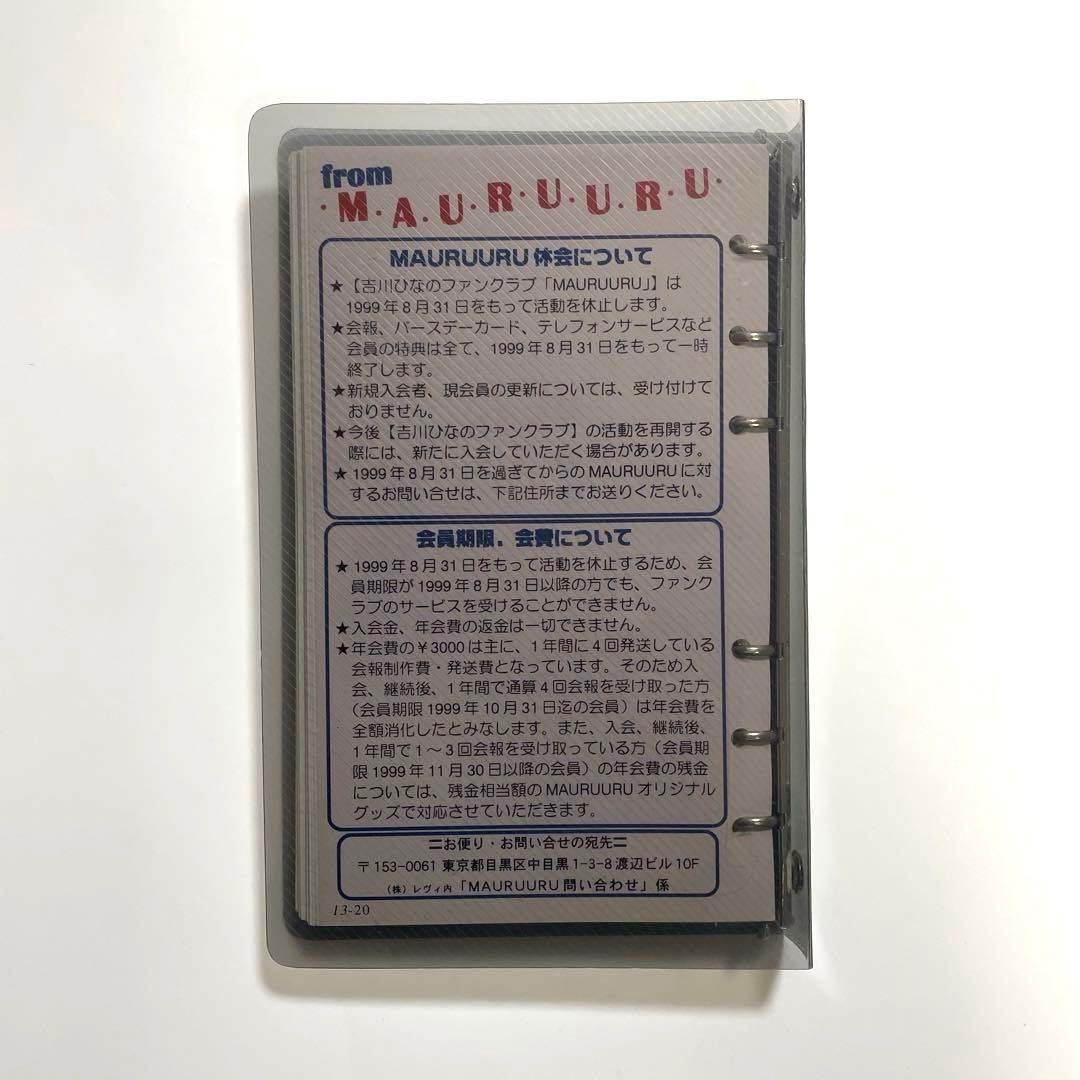 from
・M・A・U・R・U・U・R・U・
MAURUURU 休会について
★【吉川ひなのファンクラブ「MAURUURU」】は
1999年8月31日をもって活動を休止します。
★会報、バースデーカード、テレフォンサービスなど
会員の特典は全て、1999年8月31日をもって一時
終了します。
★新規入会者、現会員の更新については、受け付けて
おりません。
★今後【吉川ひなのファンクラブ】の活動を再開する
際には、新たに入会していただく場合があります。
★1999年8月31日を過ぎてからのMAURUURUに対
するお問い合せは、下記住所までお送りください。
会員期限、会費について
★1999年8月31日をもって活動を休止するため、会
員期限が1999年8月31日以降の方でも、ファンク
ラブのサービスを受けることができません。
★入会金、年会費の返金は一切できません。
★年会費の￥3000は主に、1年間に4回発送している
会報制作費・発送費となっています。そのため入
会、継続後、1年間で通算4回会報を受け取った方
（会員期限1999年10月31日迄の会員）は年会費を
全額消化したとみなします。また、入会、継続後、
1年間で1～3回会報を受け取っている方（会員期
限1999年11月30日以降の会員）の年会費の残金
については、残金相当額のMAURUURUオリジナル
グッズで対応させていただきます。
＝お便り・お問い合せの宛先＝
〒153-0061 東京都目黒区中目黒1-3-8渡辺ビル10F
（株）レヴィ内「MAURUURU問い合わせ」係
13-20